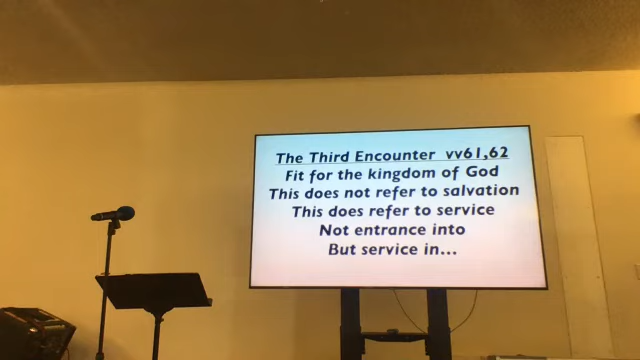 The Third Encounter vv61,62
Fit for the kingdom of God
This does not refer to salvation
This does refer to service
Not entrance into
But service in...